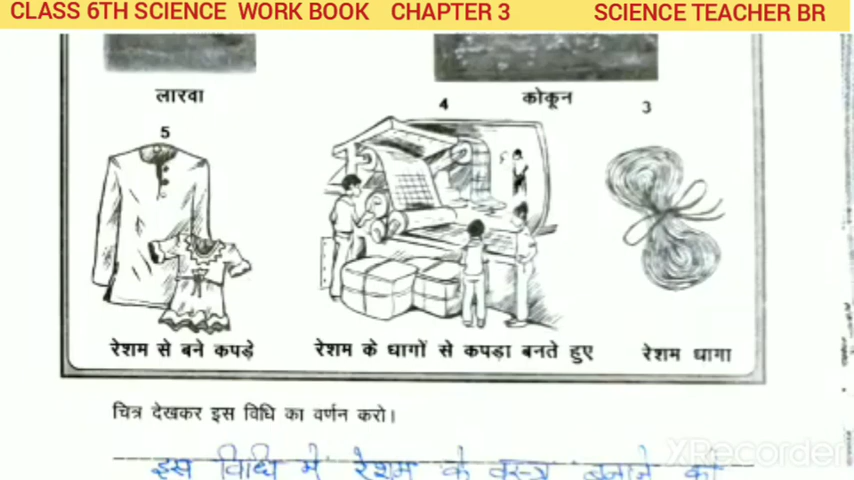 CLASS 6TH SCIENCE WORK BOOK CHAPTER 3 SCIENCE TEACHER BR
लारवा
कोकून
4
3
5
रेशम से बने कपड़े
रेशम के धागों से कपड़ा बनते हुए
रेशम धागा
चित्र देखकर इस विधि का वर्णन करो।
इस विधि में रेशम के वस्त्र बनाने की
XRecorder